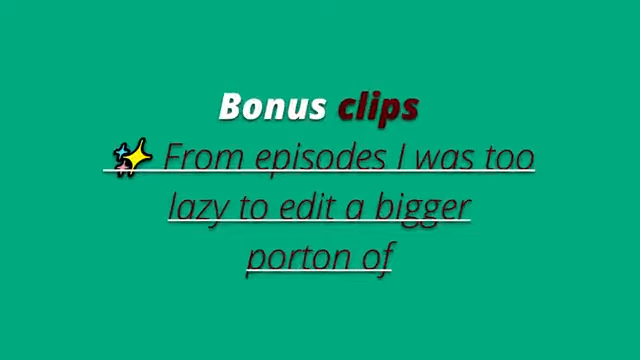 Bonus clips
✨ From episodes I was too
lazy to edit a bigger
porton of